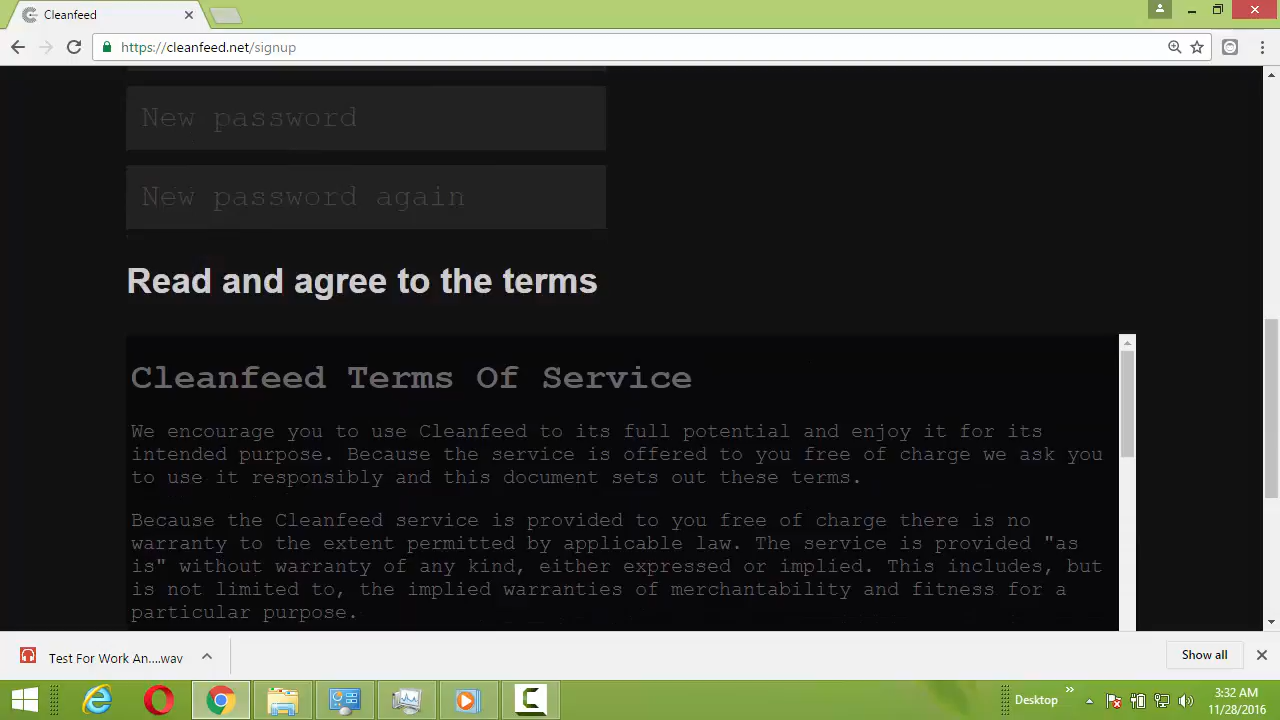 Cleanfeed
https://cleanfeed.net/signup
New password
New password again
Read and agree to the terms
Cleanfeed Terms Of Service
We encourage you to use Cleanfeed to its full potential and enjoy it for its
intended purpose. Because the service is offered to you free of charge we ask you
to use it responsibly and this document sets out these terms.
Because the Cleanfeed service is provided to you free of charge there is no
warranty to the extent permitted by applicable law. The service is provided "as
is" without warranty of any kind, either expressed or implied. This includes, but
is not limited to, the implied warranties of merchantability and fitness for a
particular purpose.
Test For Work An....wav
Show all
Desktop
3:32 AM
11/28/2016